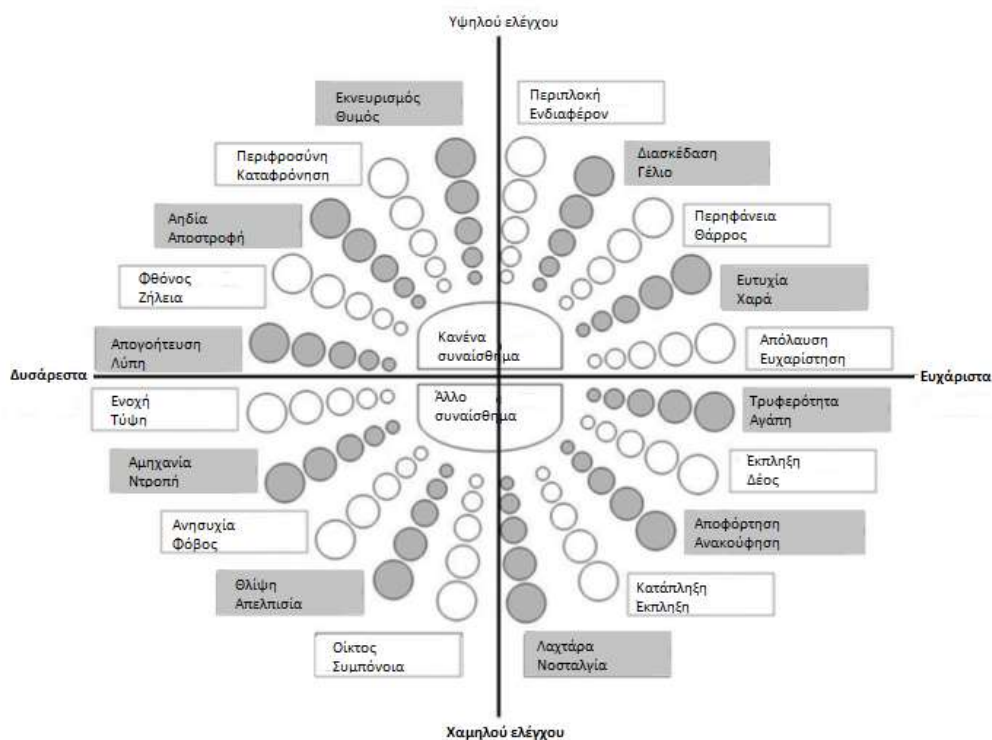 Υψηλού ελέγχου
Εκνευρισμός
Θυμός
Περιπλοκή
Ενδιαφέρον
Περιφροσύνη
Καταφρόνηση
Διασκέδαση
Γέλιο
Αηδία
Αποστροφή
Περηφάνεια
Θάρρος
Φθόνος
Ζήλεια
Ευτυχία
Χαρά
Απογοήτευση
Λύπη
Κανένα
συναίσθημα
Απόλαυση
Ευχαρίστηση
Δυσάρεστα
Ευχάριστα
Ενοχή
Τύψη
Άλλο
συναίσθημα
Τρυφερότητα
Αγάπη
Αμηχανία
Ντροπή
Έκπληξη
Δέος
Ανησυχία
Φόβος
Αποφόρτηση
Ανακούφηση
Θλίψη
Απελπισία
Κατάπληξη
Έκπληξη
Οίκτος
Συμπόνοια
Λαχτάρα
Νοσταλγία
Χαμηλού ελέγχου